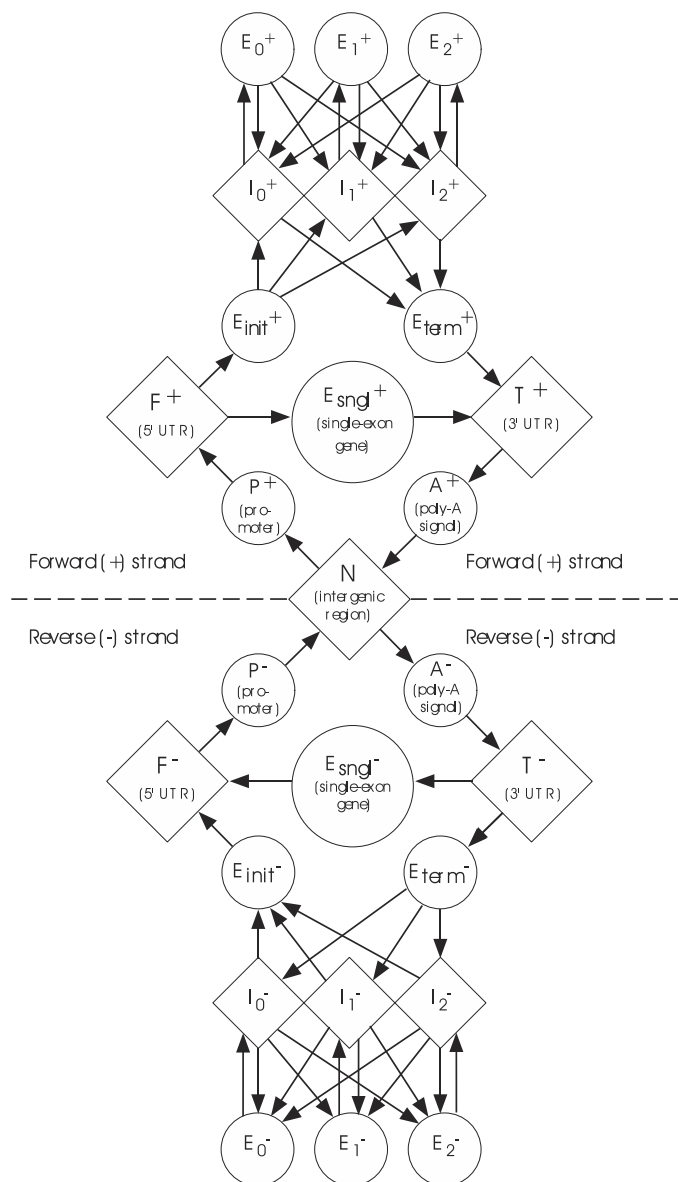 E0+ E1+ E2+
I0+ I1+ I2+
Einit+ Eterm+
F+
(5' UTR)
Esngl+
(single-exon
gene)
T+
(3' UTR)
P+
(pro-
moter)
A+
(poly-A
signal)
Forward (+) strand
N
(intergenic
region)
Forward (+) strand
Reverse (-) strand
Reverse (-) strand
P-
(pro-
moter)
A-
(poly-A
signal)
F-
(5' UTR)
Esngl-
(single-exon
gene)
T-
(3' UTR)
Einit- Eterm-
I0- I1- I2-
E0- E1- E2-